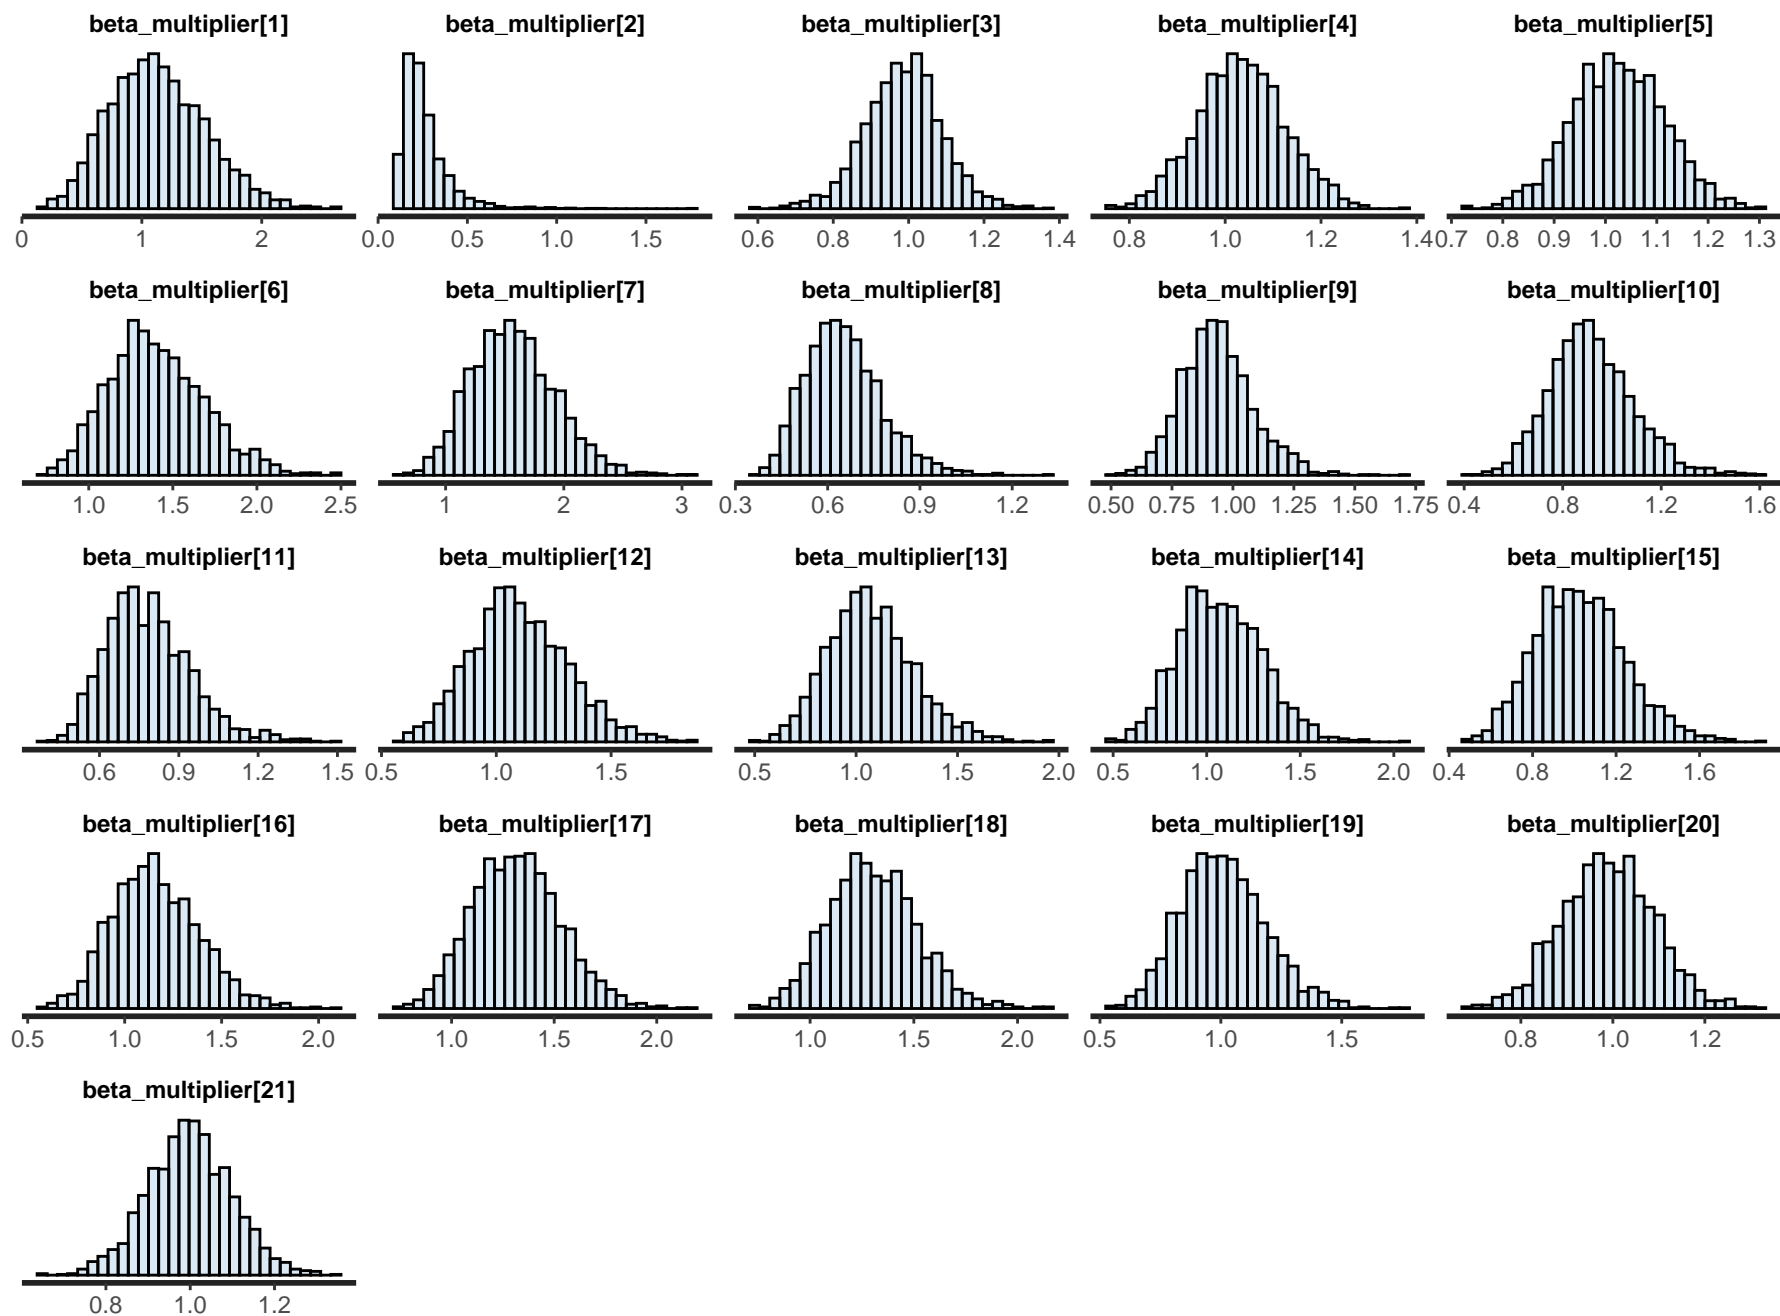 beta_multiplier[1] beta_multiplier[2] beta_multiplier[3] beta_multiplier[4] beta_multiplier[5]
0 1 2 0.0 0.5 1.0 1.5 0.6 0.8 1.0 1.2 1.4 0.8 1.0 1.2 1.4 0.7 0.8 0.9 1.0 1.1 1.2 1.3
beta_multiplier[6] beta_multiplier[7] beta_multiplier[8] beta_multiplier[9] beta_multiplier[10]
1.0 1.5 2.0 2.5 1 2 3 0.3 0.6 0.9 1.2 0.50 0.75 1.00 1.25 1.50 1.75 0.4 0.8 1.2 1.6
beta_multiplier[11] beta_multiplier[12] beta_multiplier[13] beta_multiplier[14] beta_multiplier[15]
0.6 0.9 1.2 1.5 0.5 1.0 1.5 0.5 1.0 1.5 2.0 0.5 1.0 1.5 2.0 0.4 0.8 1.2 1.6
beta_multiplier[16] beta_multiplier[17] beta_multiplier[18] beta_multiplier[19] beta_multiplier[20]
0.5 1.0 1.5 2.0 1.0 1.5 2.0 1.0 1.5 2.0 0.5 1.0 1.5 0.8 1.0 1.2
beta_multiplier[21]
0.8 1.0 1.2